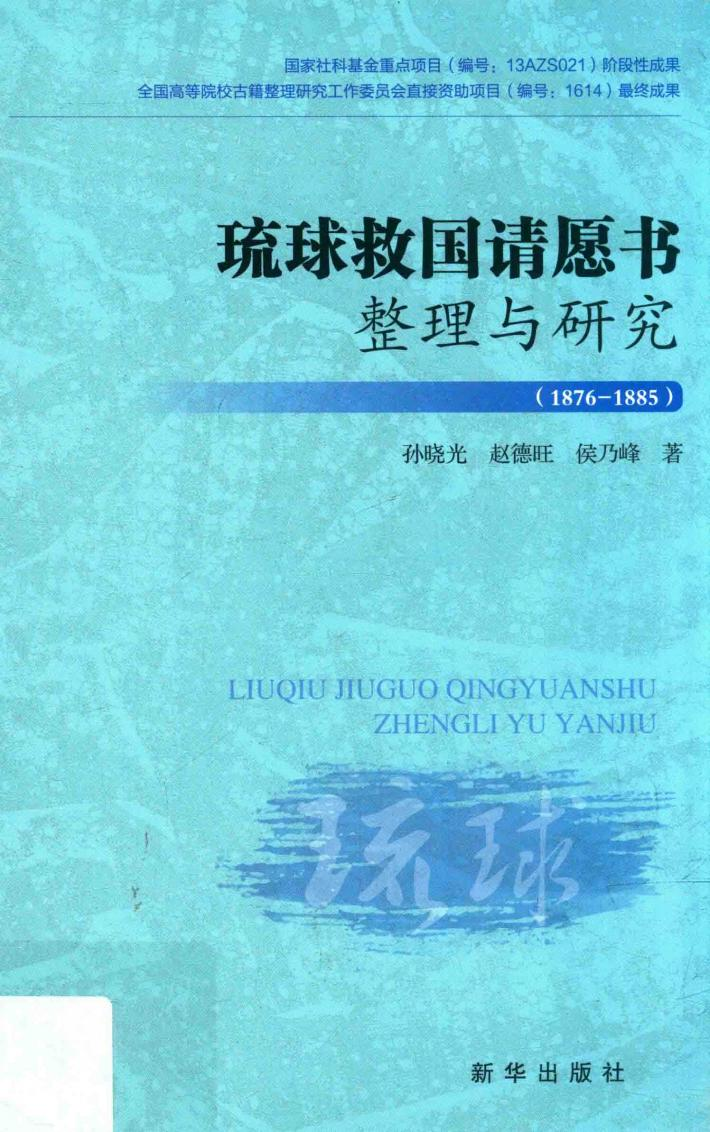 国家社科基金重点项目（编号：13AZS021）阶段性成果
全国高等院校古籍整理研究工作委员会直接资助项目（编号：1614）最终成果
琉球救国请愿书
整理与研究
（1876-1885）
孙晓光 赵德旺 侯乃峰 著
LIUQIU JIUGUO QINGYUANSHU
ZHENGLI YU YANJIU
琉球
新华出版社